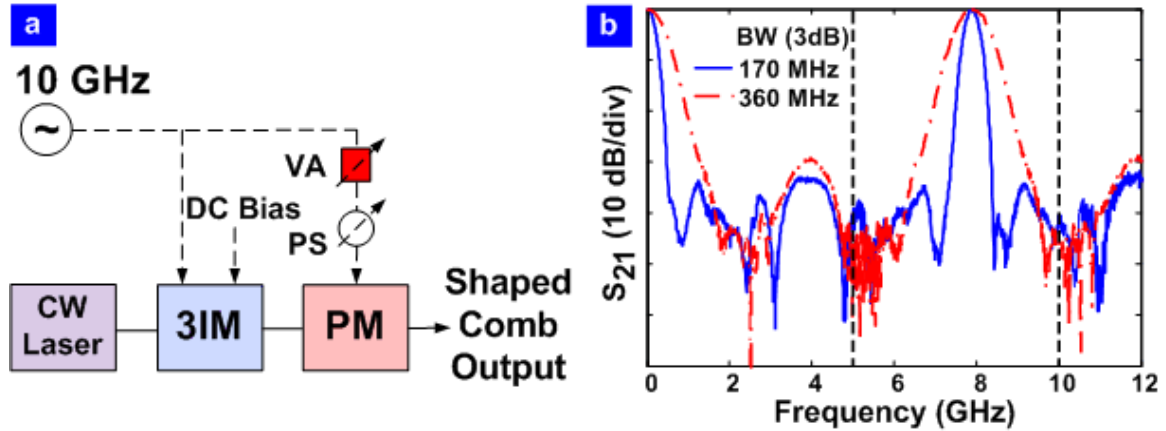 a
10 GHz
~
VA
DC Bias
PS
CW
Laser
3IM
PM
Shaped
Comb
Output
b
BW (3dB)
170 MHz
360 MHz
S21 (10 dB/div)
0 2 4 6 8 10 12
Frequency (GHz)